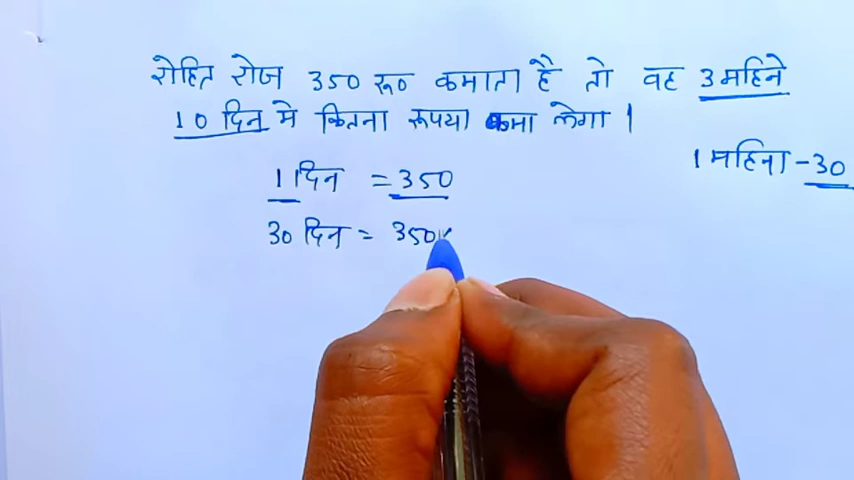 रोहित रोज 350 रू० कमाता है तो वह 3 महिने
10 दिन मे कितना रूपया कमा लेगा।
1 महिना - 30
1 दिन = 350
30 दिन = 350×